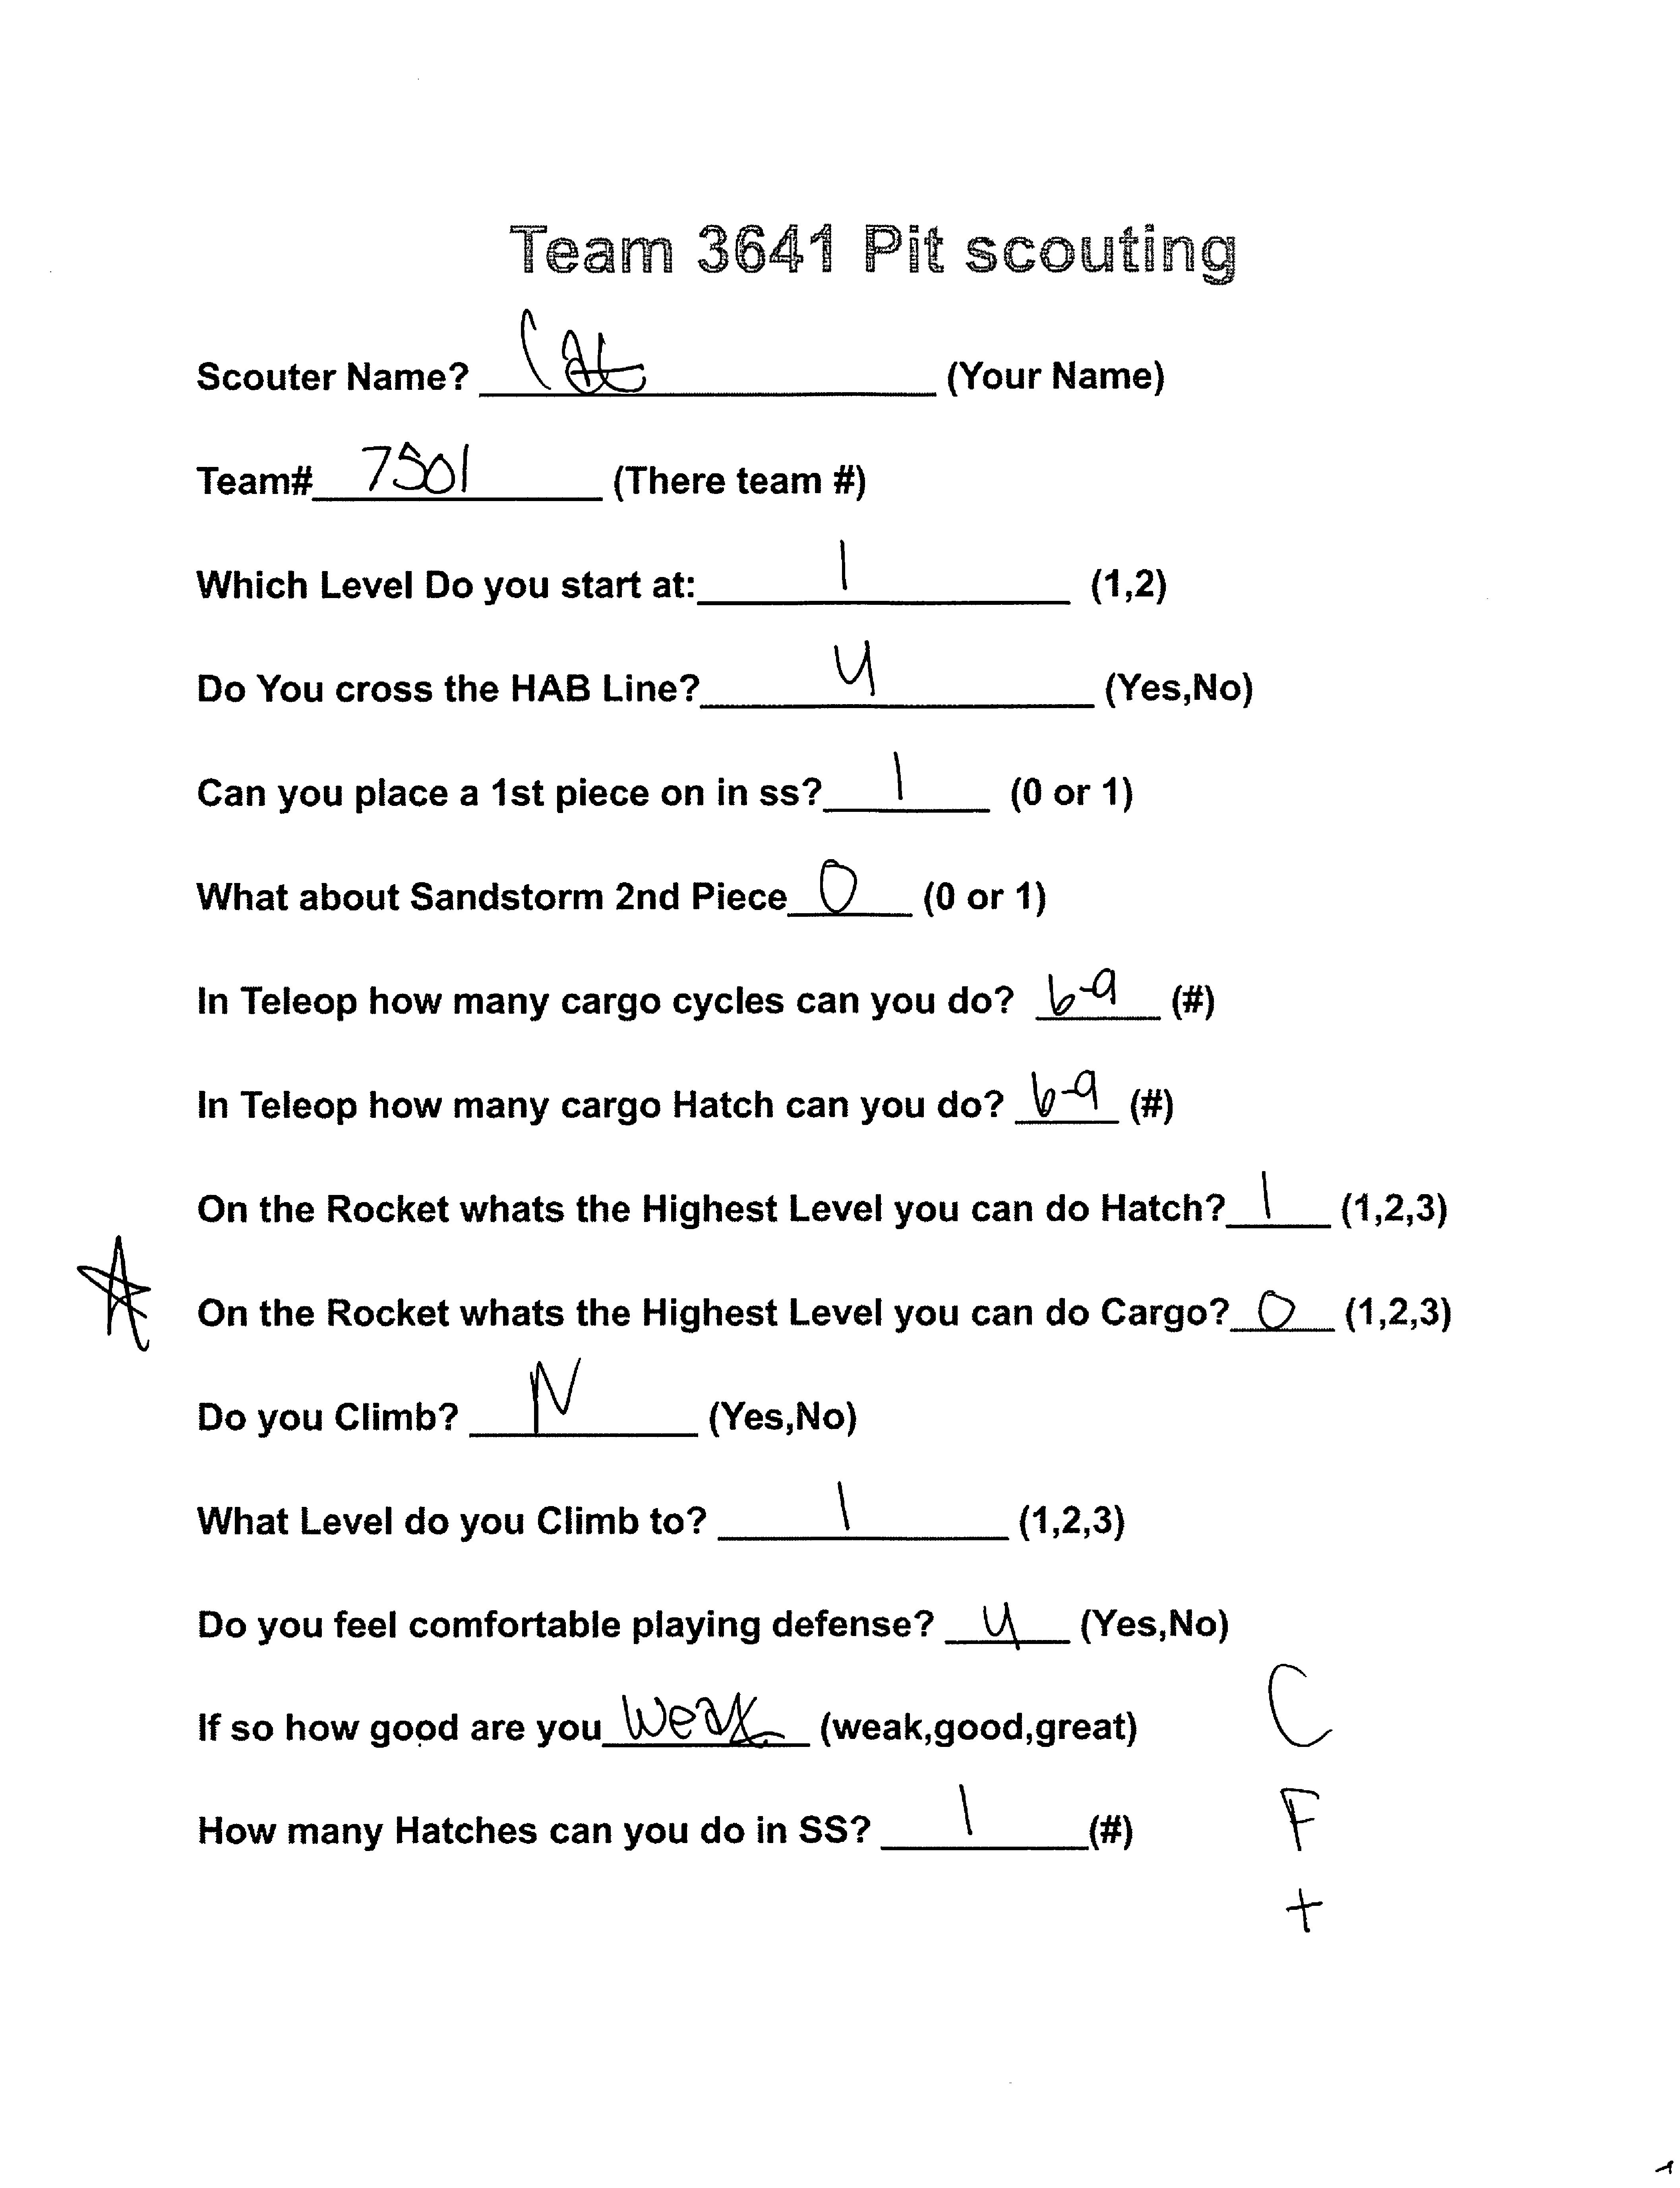 Team 3641 Pit scouting
Scouter Name? Cat (Your Name)
Team# 7501 (There team #)
Which Level Do you start at: 1 (1,2)
Do You cross the HAB Line? y (Yes,No)
Can you place a 1st piece on in ss? 1 (0 or 1)
What about Sandstorm 2nd Piece 0 (0 or 1)
In Teleop how many cargo cycles can you do? 6-9 (#)
In Teleop how many cargo Hatch can you do? 6-9 (#)
On the Rocket whats the Highest Level you can do Hatch? 1 (1,2,3)
On the Rocket whats the Highest Level you can do Cargo? 0 (1,2,3)
Do you Climb? N (Yes,No)
What Level do you Climb to? 1 (1,2,3)
Do you feel comfortable playing defense? y (Yes,No)
If so how good are you weak (weak,good,great)
C
How many Hatches can you do in SS? 1 (#)
F
+